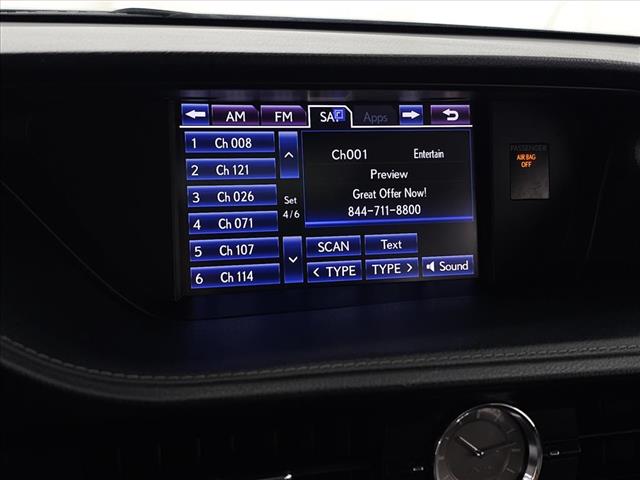 AM FM SA Apps
1 Ch 008
2 Ch 121
3 Ch 026
4 Ch 071
5 Ch 107
6 Ch 114
Set
4/6
Ch001 Entertain
Preview
Great Offer Now!
844-711-8800
SCAN Text
< TYPE TYPE > Sound
PASSENGER
AIR BAG
OFF